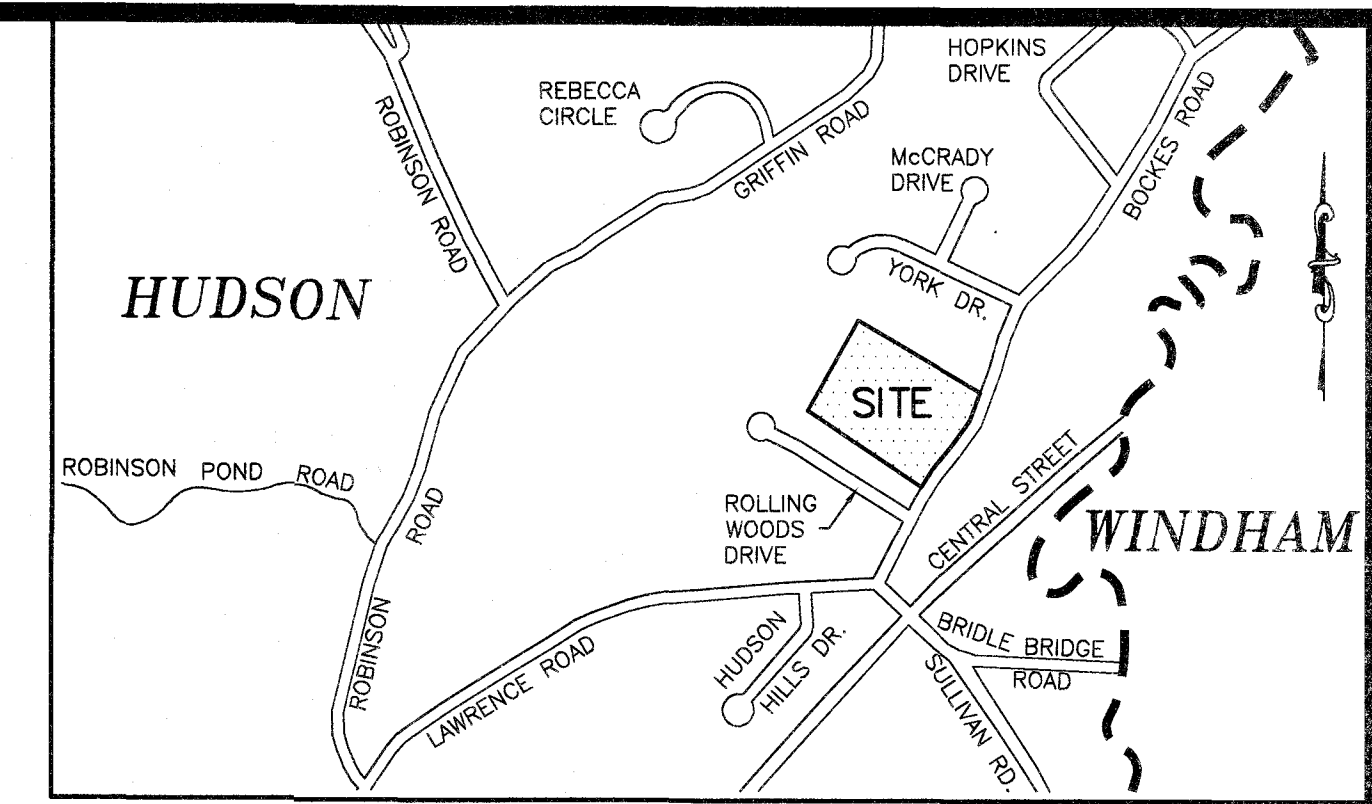 HOPKINS
DRIVE
REBECCA
CIRCLE
ROBINSON ROAD
GRIFFIN ROAD
BOCKES ROAD
McCRADY
DRIVE
YORK DR.
HUDSON
SITE
ROBINSON POND ROAD
ROAD
ROBINSON
ROLLING
WOODS
DRIVE
CENTRAL STREET
WINDHAM
LAWRENCE ROAD
HUDSON
HILLS DR.
BRIDLE BRIDGE
ROAD
SULLIVAN RD.